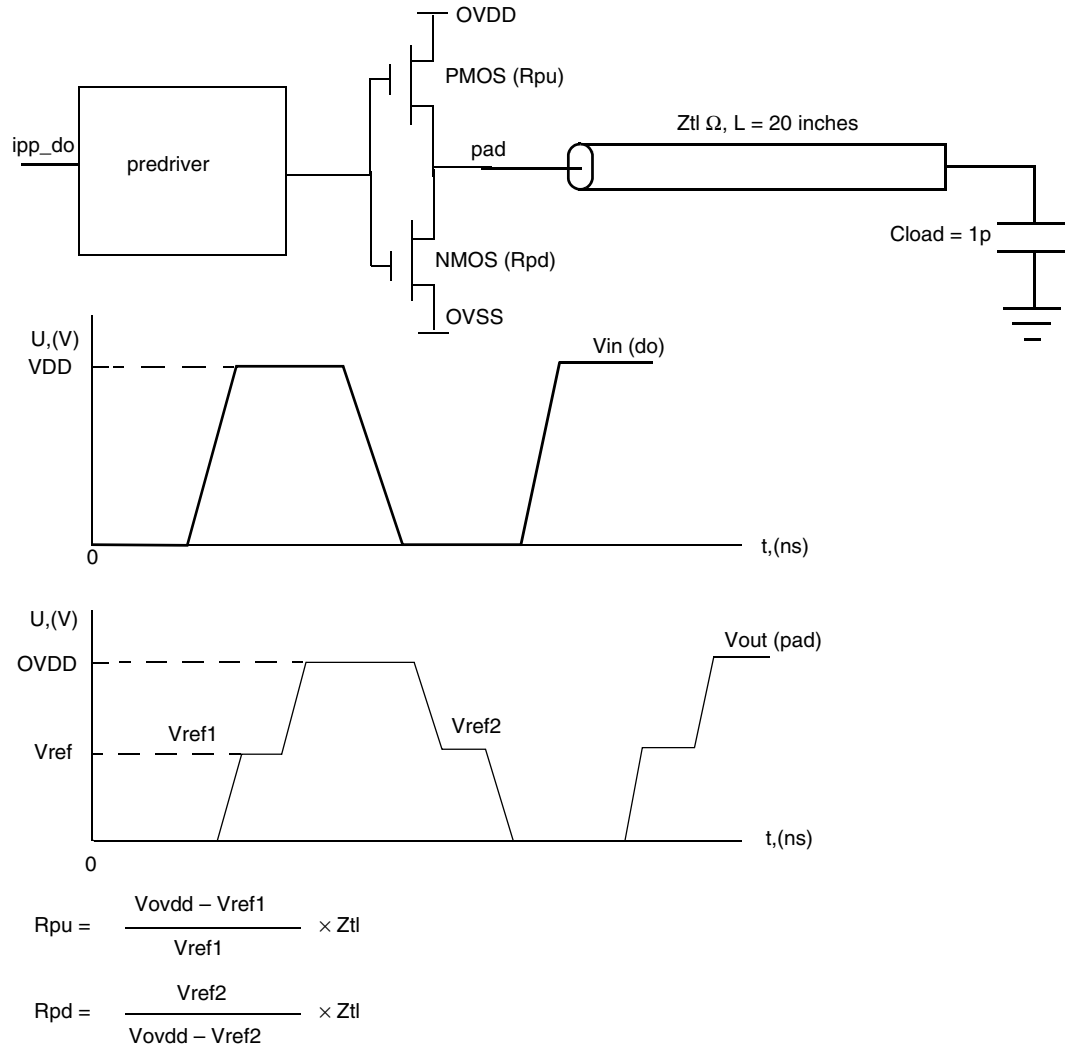 OVDD
PMOS (Rpu)
Ztl Ω, L = 20 inches
ipp_do
predriver
pad
Cload = 1p
NMOS (Rpd)
OVSS
U,(V)
VDD
Vin (do)
0
t,(ns)
U,(V)
OVDD
Vout (pad)
Vref1
Vref2
Vref
t,(ns)
0
Vovdd – Vref1
Rpu =
× Ztl
Vref1
Vref2
Rpd =
× Ztl
Vovdd – Vref2